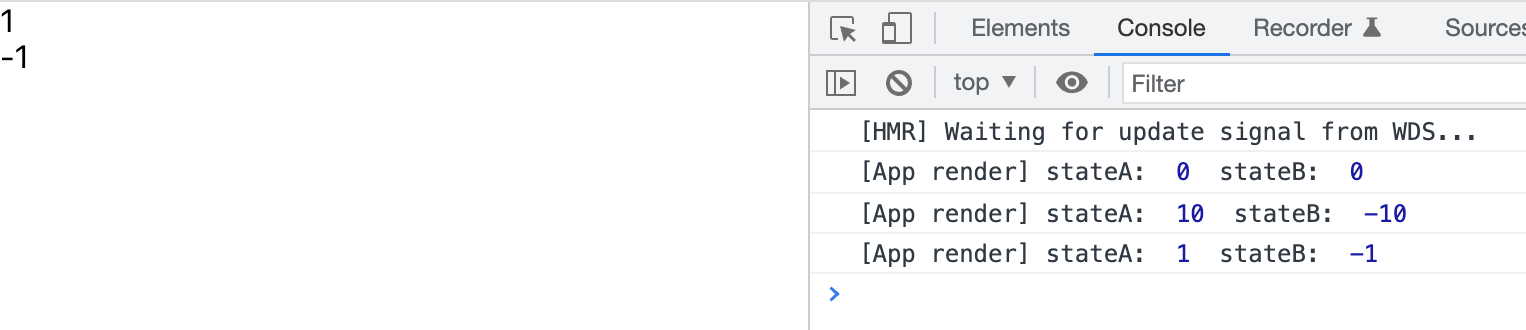 1
-1
Elements Console Recorder Sources
top Filter
[HMR] Waiting for update signal from WDS...
[App render] stateA: 0 stateB: 0
[App render] stateA: 10 stateB: -10
[App render] stateA: 1 stateB: -1